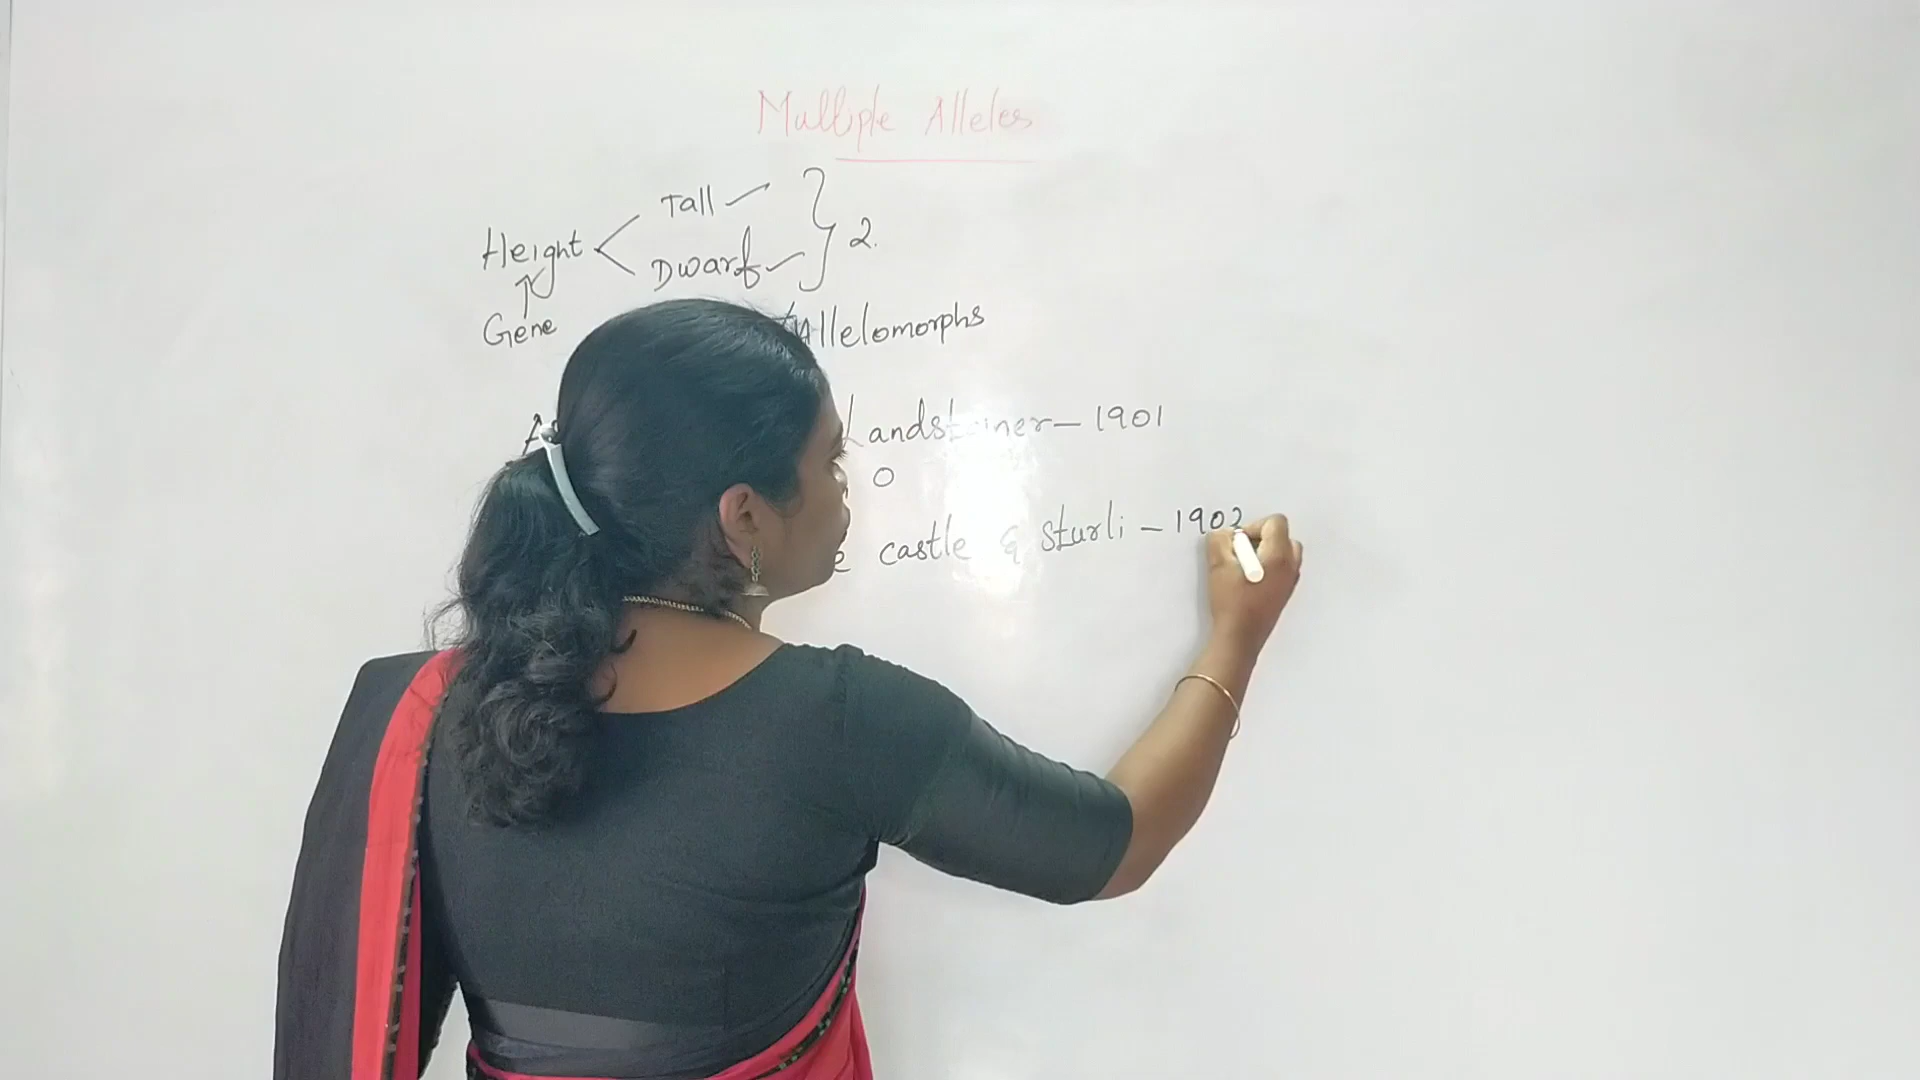 Multiple Alleles
Tall
Height
2.
Dwarf
Gene
Allelomorphs
Landsteiner - 1901
O
castle & sturli - 1902